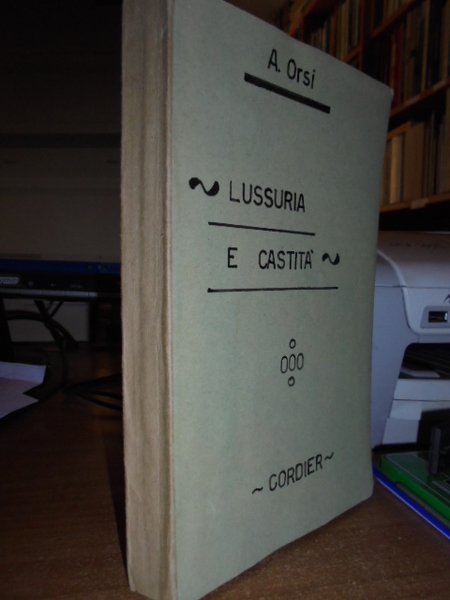 A. Orsi
~ LUSSURIA
E CASTITÀ ~
~ CORDIER ~